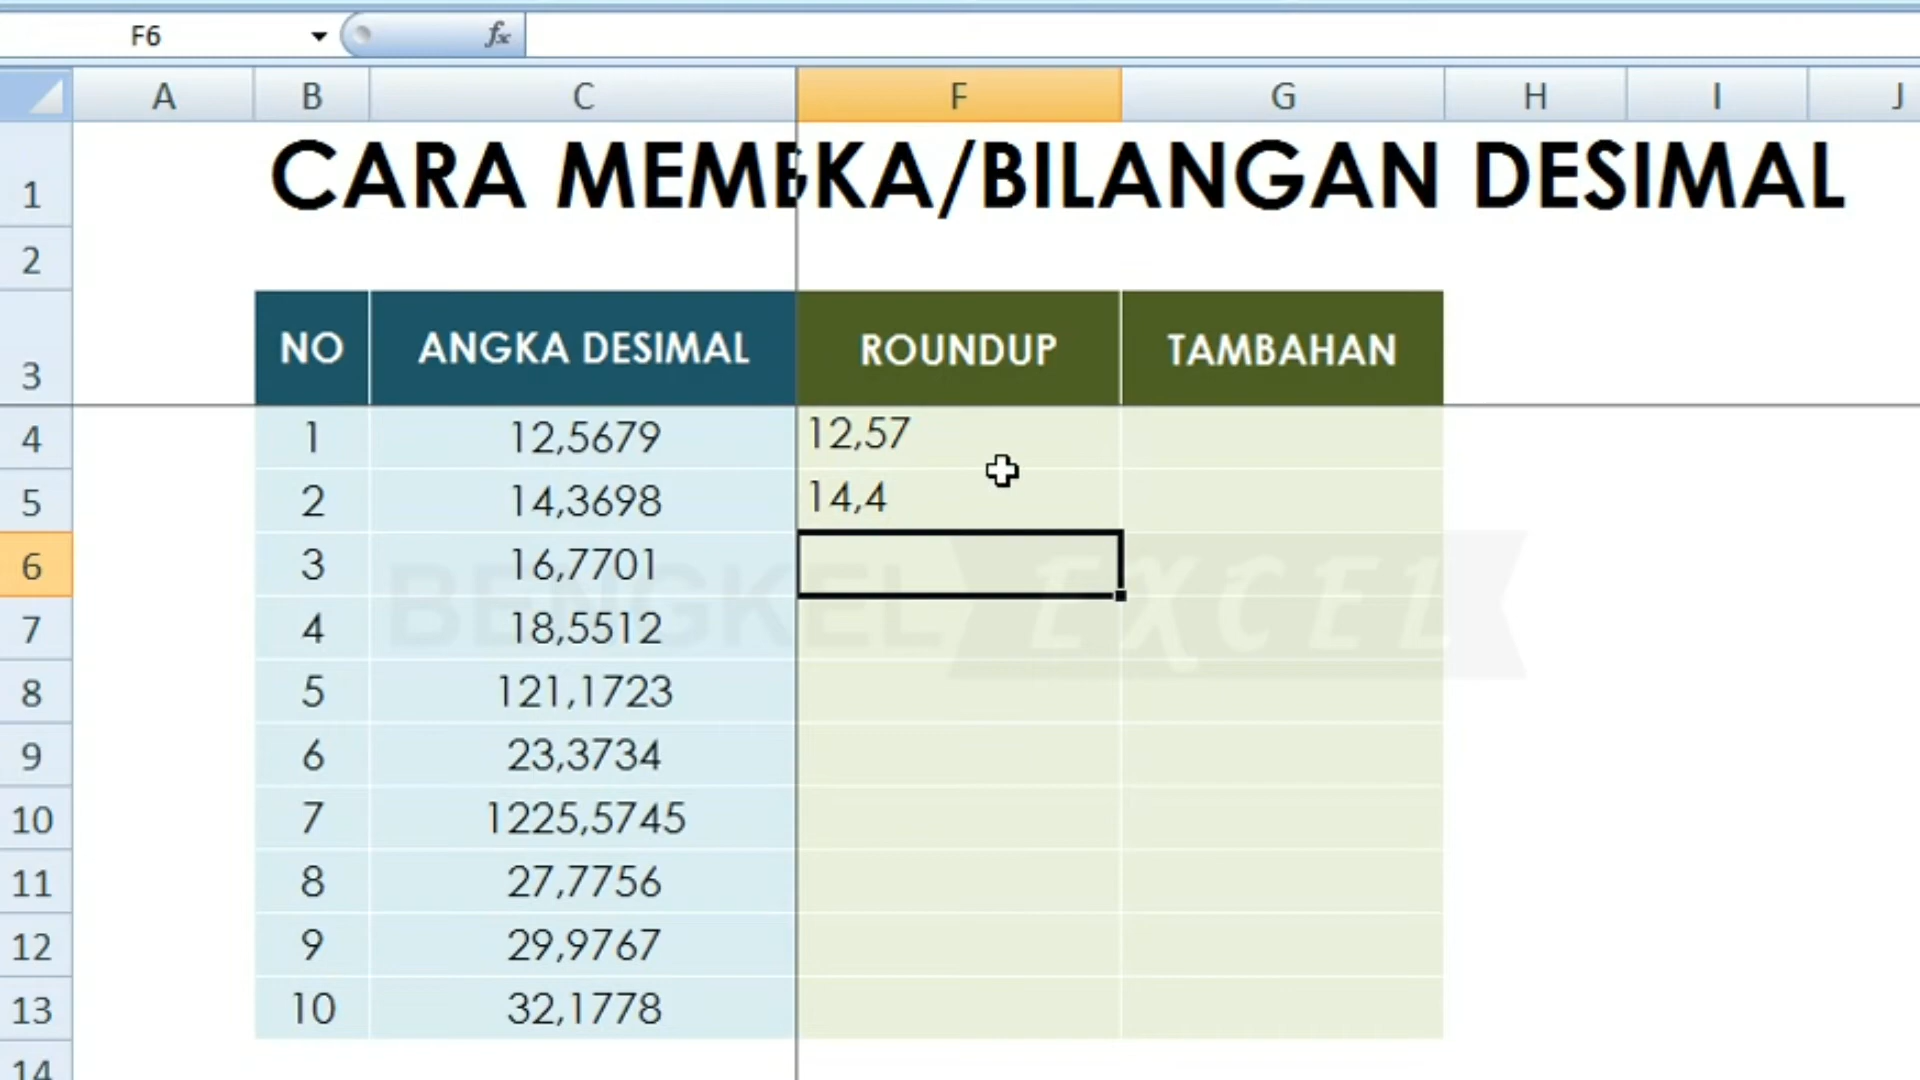 F6
fx
A B C F G H I J
1 CARA MEMBKA/BILANGAN DESIMAL
2
3 NO ANGKA DESIMAL ROUNDUP TAMBAHAN
4 1 12,5679 12,57
5 2 14,3698 14,4
6 3 16,7701
BENGKEL EXCEL
7 4 18,5512
8 5 121,1723
9 6 23,3734
10 7 1225,5745
11 8 27,7756
12 9 29,9767
13 10 32,1778
14